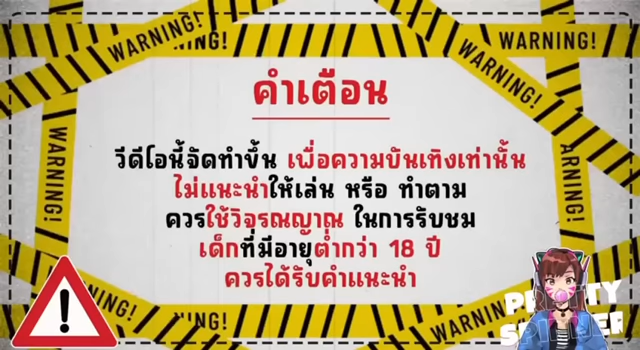 WARNING!
WARNING!
WARNING!
WARNING!
คำเตือน
วีดีโอนี้จัดทำขึ้น เพื่อความบันเทิงเท่านั้น
ไม่แนะนำให้เล่น หรือ ทำตาม
ควรใช้วิจรณญาณ ในการรับชม
เด็กที่มีอายุต่ำกว่า 18 ปี
ควรได้รับคำแนะนำ
WARNING!
WARNING!
ARNING!
WARNING!